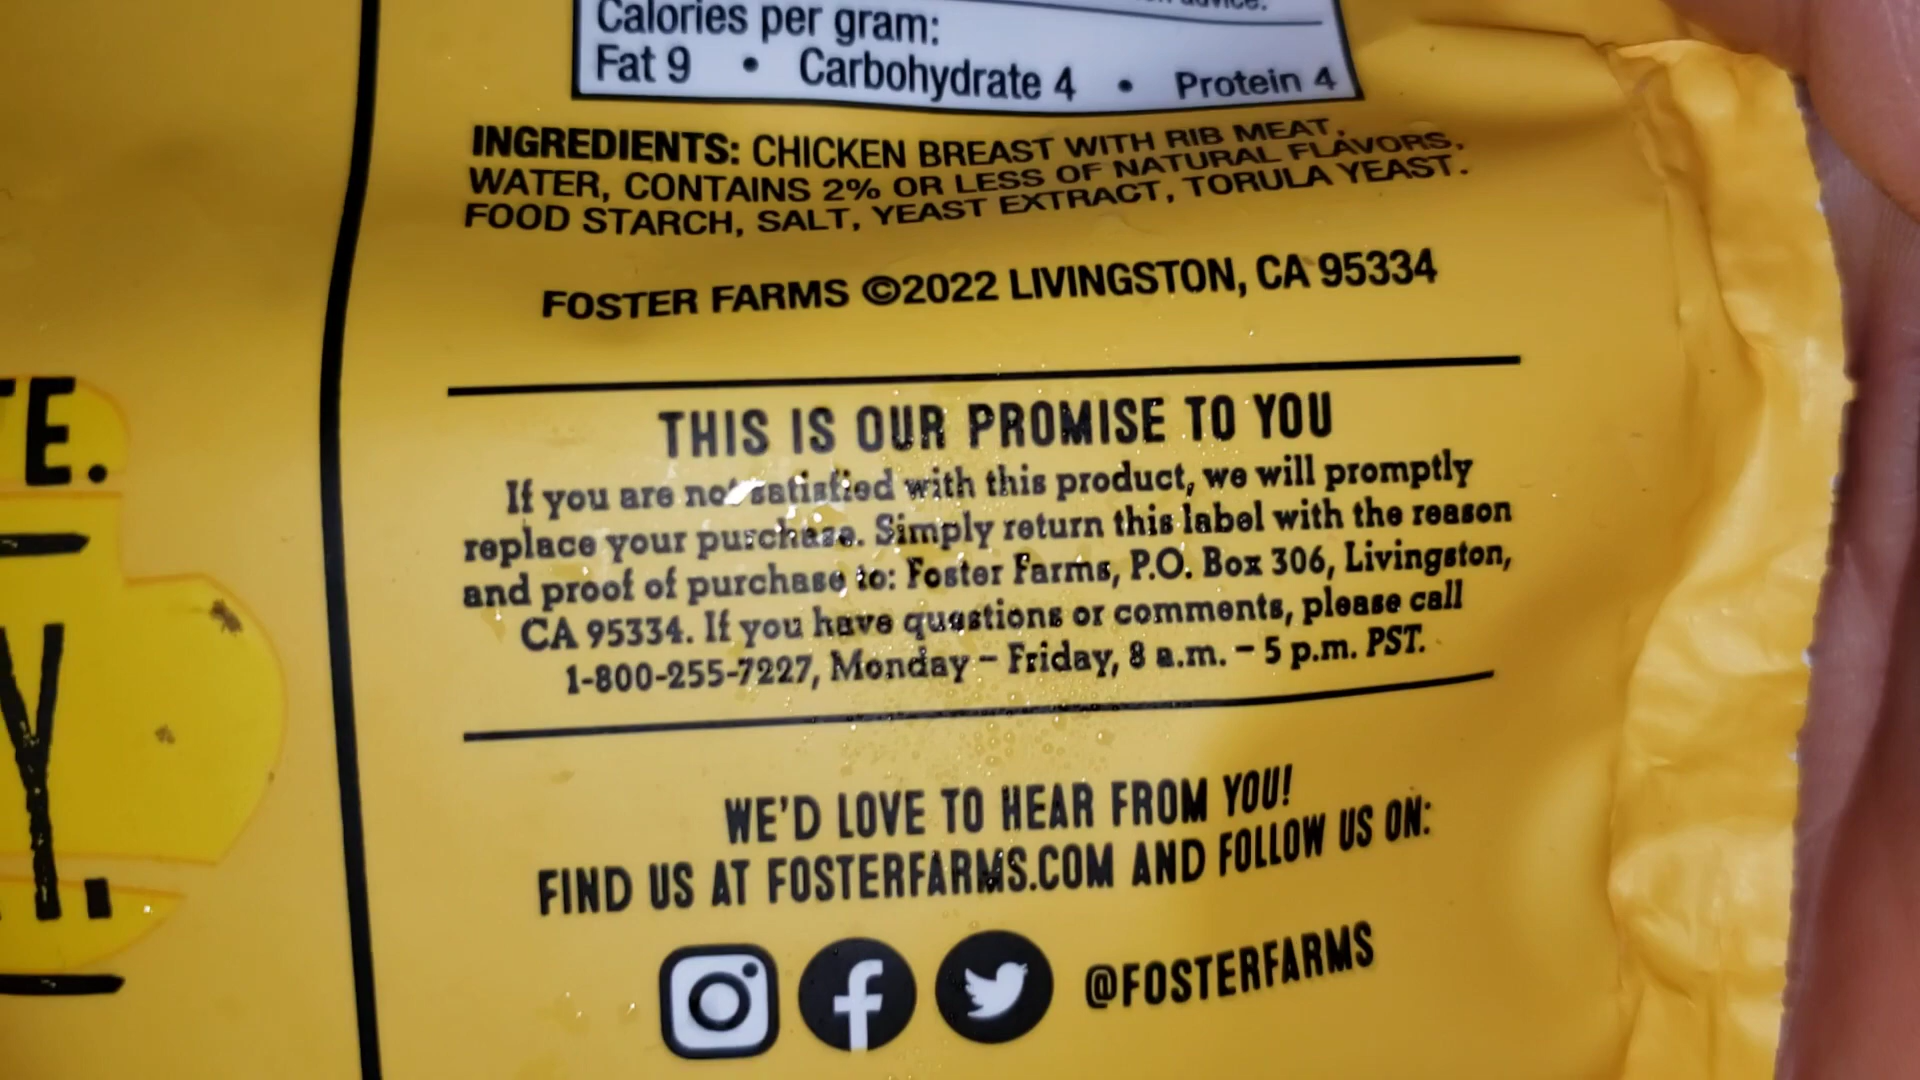 advice.
Calories per gram:
Fat 9 • Carbohydrate 4 • Protein 4
INGREDIENTS: CHICKEN BREAST WITH RIB MEAT,
WATER, CONTAINS 2% OR LESS OF NATURAL FLAVORS,
FOOD STARCH, SALT, YEAST EXTRACT, TORULA YEAST.
FOSTER FARMS ©2022 LIVINGSTON, CA 95334
THIS IS OUR PROMISE TO YOU
If you are not satisfied with this product, we will promptly
replace your purchase. Simply return this label with the reason
and proof of purchase to: Foster Farms, P.O. Box 306, Livingston,
CA 95334. If you have questions or comments, please call
1-800-255-7227, Monday – Friday, 8 a.m. – 5 p.m. PST.
WE'D LOVE TO HEAR FROM YOU!
FIND US AT FOSTERFARMS.COM AND FOLLOW US ON:
@FOSTERFARMS